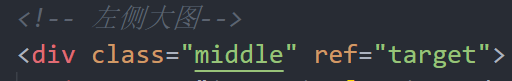 <!-- 左侧大图-->
<div class="middle" ref="target">